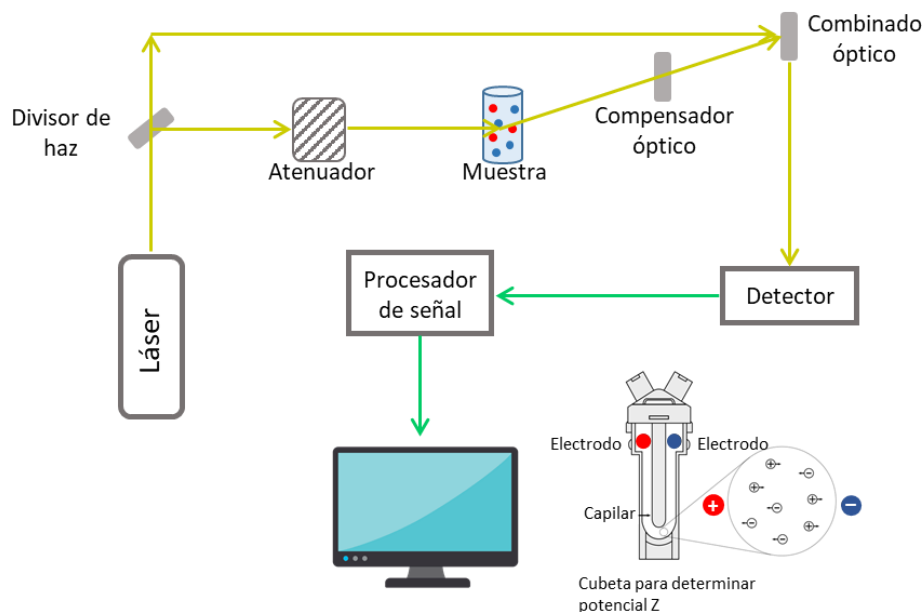 Combinado
óptico
Divisor de
haz
Compensador
óptico
Atenuador
Muestra
Láser
Procesador
de señal
Detector
Electrodo
Electrodo
+
−
Capilar
Cubeta para determinar
potencial Z